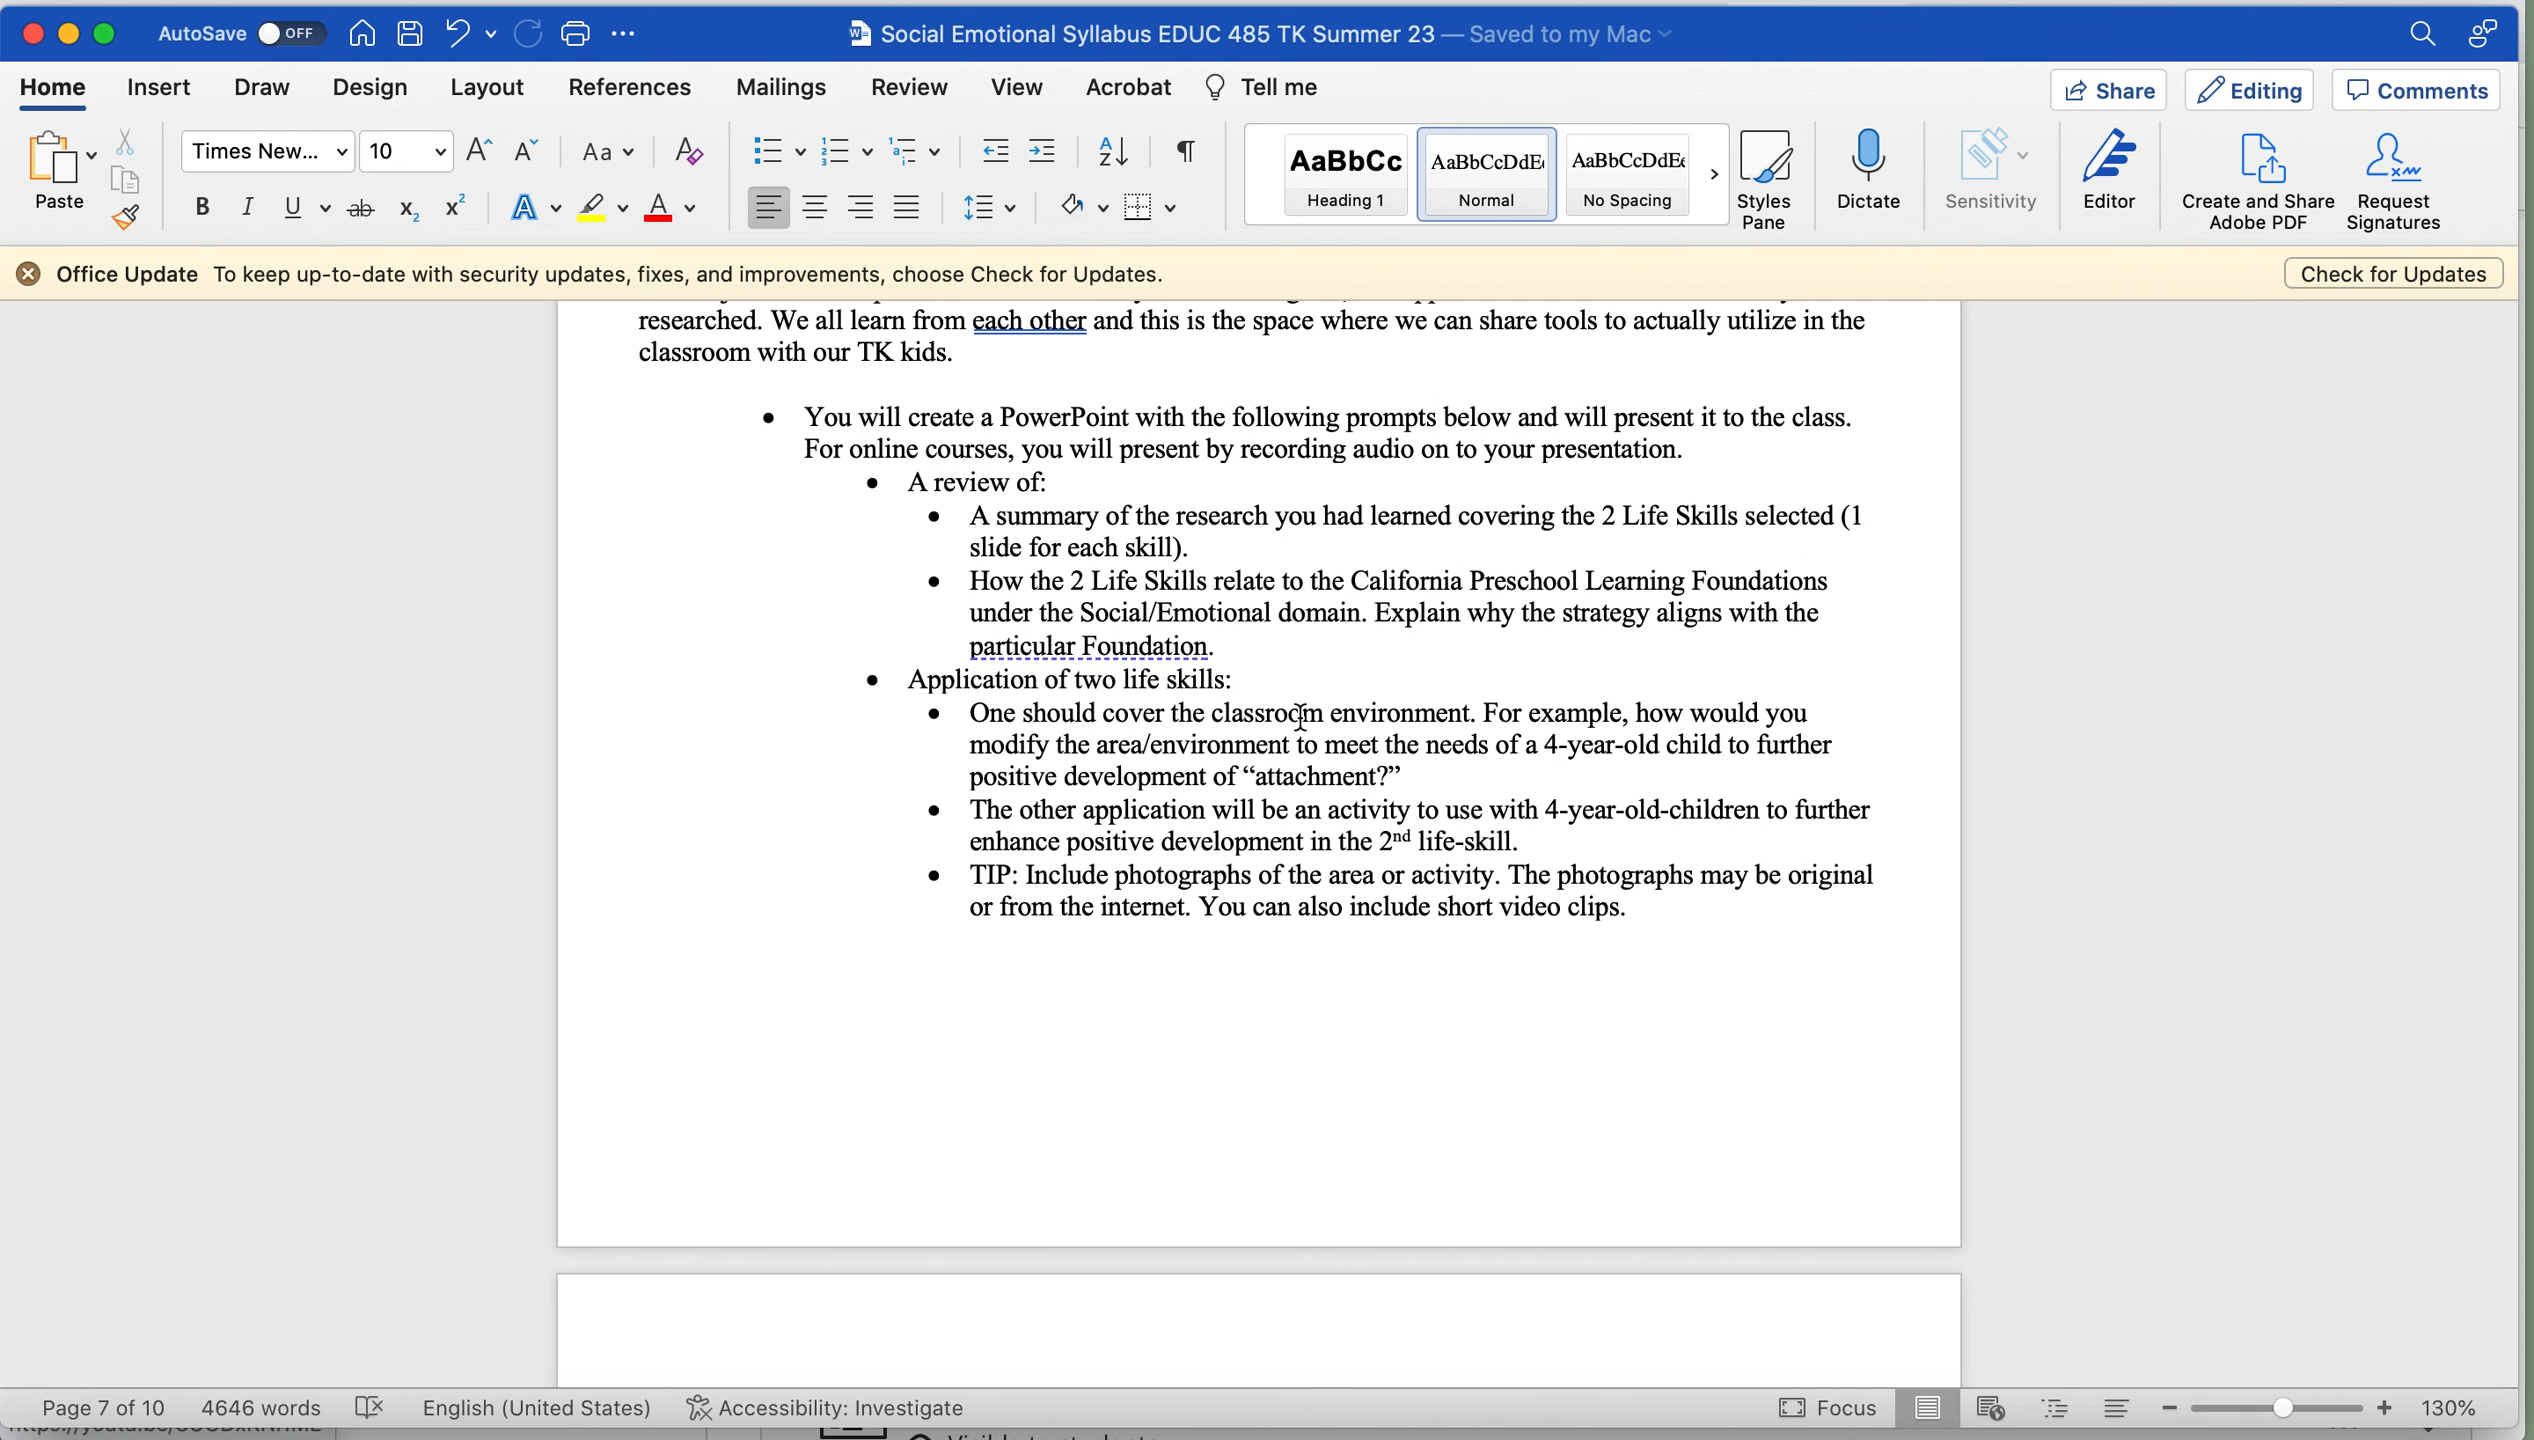 AutoSave OFF
Social Emotional Syllabus EDUC 485 TK Summer 23 — Saved to my Mac
Home Insert Draw Design Layout References Mailings Review View Acrobat Tell me
Share Editing Comments
Paste
Times New... 10
Aa
B I U ab x2 x2 A A
AaBbCc AaBbCcDdE AaBbCcDdEe
Heading 1 Normal No Spacing
Styles Pane
Dictate
Sensitivity
Editor
Create and Share Adobe PDF
Request Signatures
Office Update To keep up-to-date with security updates, fixes, and improvements, choose Check for Updates.
Check for Updates
researched. We all learn from each other and this is the space where we can share tools to actually utilize in the
classroom with our TK kids.
• You will create a PowerPoint with the following prompts below and will present it to the class.
For online courses, you will present by recording audio on to your presentation.
• A review of:
• A summary of the research you had learned covering the 2 Life Skills selected (1
slide for each skill).
• How the 2 Life Skills relate to the California Preschool Learning Foundations
under the Social/Emotional domain. Explain why the strategy aligns with the
particular Foundation.
• Application of two life skills:
• One should cover the classroom environment. For example, how would you
modify the area/environment to meet the needs of a 4-year-old child to further
positive development of “attachment?”
• The other application will be an activity to use with 4-year-old-children to further
enhance positive development in the 2nd life-skill.
• TIP: Include photographs of the area or activity. The photographs may be original
or from the internet. You can also include short video clips.
Page 7 of 10 4646 words English (United States) Accessibility: Investigate
Focus 130%